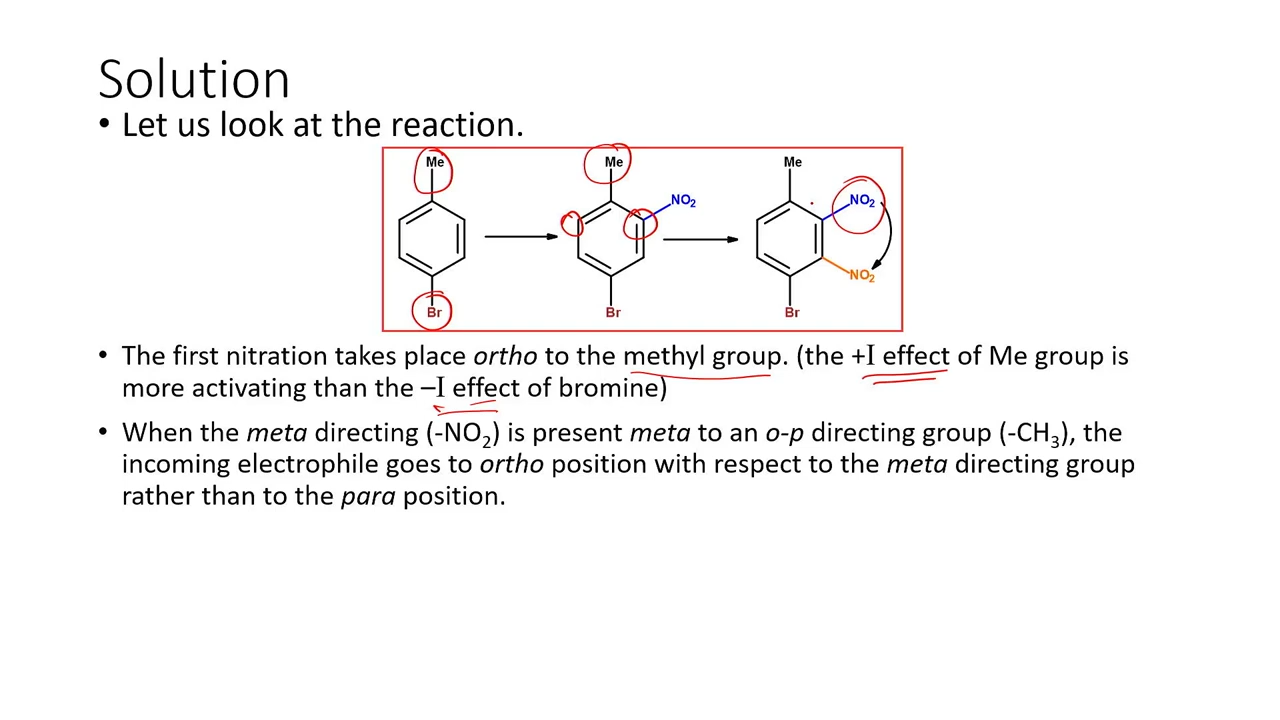 Solution
• Let us look at the reaction.
Me Me Me
NO2 NO2
NO2
Br Br Br
• The first nitration takes place ortho to the methyl group. (the +I effect of Me group is
more activating than the –I effect of bromine)
• When the meta directing (-NO2) is present meta to an o-p directing group (-CH3), the
incoming electrophile goes to ortho position with respect to the meta directing group
rather than to the para position.